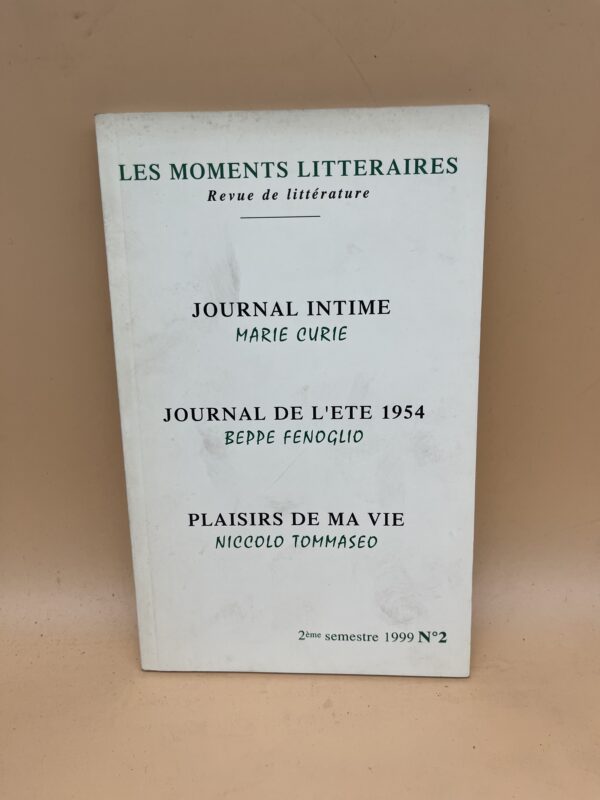 LES MOMENTS LITTERAIRES
Revue de littérature
JOURNAL INTIME
MARIE CURIE
JOURNAL DE L'ETE 1954
BEPPE FENOGLIO
PLAISIRS DE MA VIE
NICCOLO TOMMASEO
2ème semestre 1999 N°2